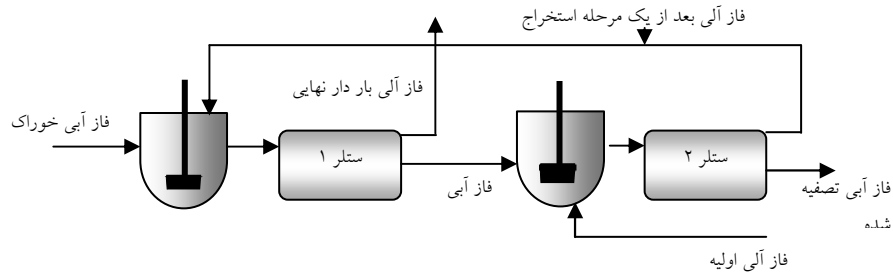 فاز آلی بعد از یک مرحله استخراج
فاز آلی بار دار نهایی
فاز آبی خوراک
ستلر ۱
ستلر ۲
فاز آبی
فاز آبی تصفیه
شده
فاز آلی اولیه